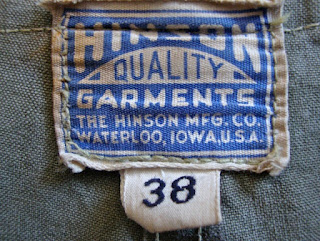 HINSON
QUALITY
GARMENTS
THE HINSON MFG. CO.
WATERLOO, IOWA, U.S.A.
38